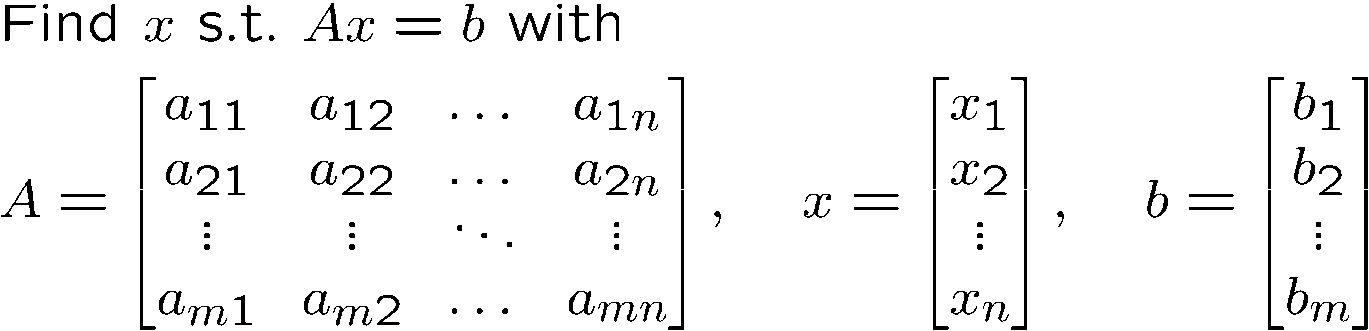 Find x s.t. Ax = b with
A = [a₁₁ a₁₂ … a₁ₙ; a₂₁ a₂₂ … a₂ₙ; ⋮ ⋮ ⋱ ⋮; aₘ₁ aₘ₂ … aₘₙ], x = [x₁; x₂; ⋮; xₙ], b = [b₁; b₂; ⋮; bₘ]